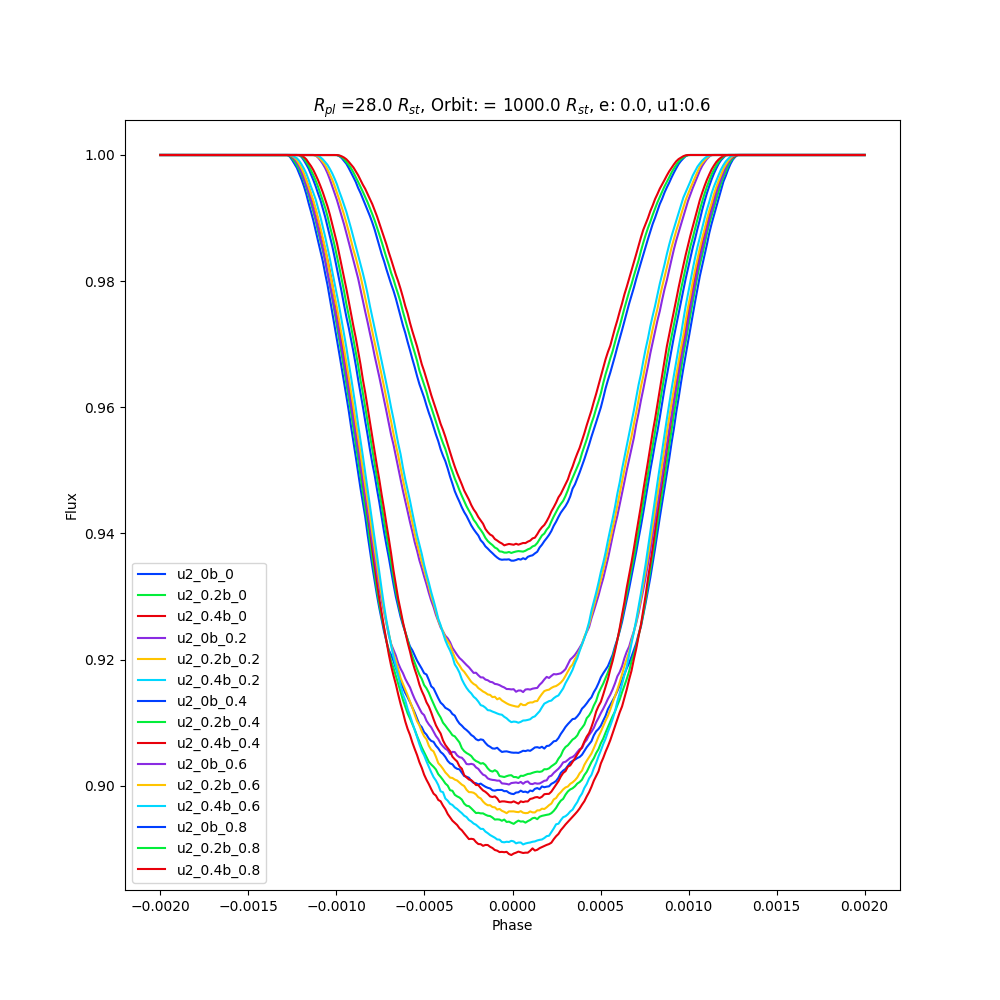 R_pl =28.0 R_st, Orbit: = 1000.0 R_st, e: 0.0, u1:0.6
1.00
0.98
0.96
0.94
0.92
0.90
Flux
u2_0b_0
u2_0.2b_0
u2_0.4b_0
u2_0b_0.2
u2_0.2b_0.2
u2_0.4b_0.2
u2_0b_0.4
u2_0.2b_0.4
u2_0.4b_0.4
u2_0b_0.6
u2_0.2b_0.6
u2_0.4b_0.6
u2_0b_0.8
u2_0.2b_0.8
u2_0.4b_0.8
−0.0020 −0.0015 −0.0010 −0.0005 0.0000 0.0005 0.0010 0.0015 0.0020
Phase